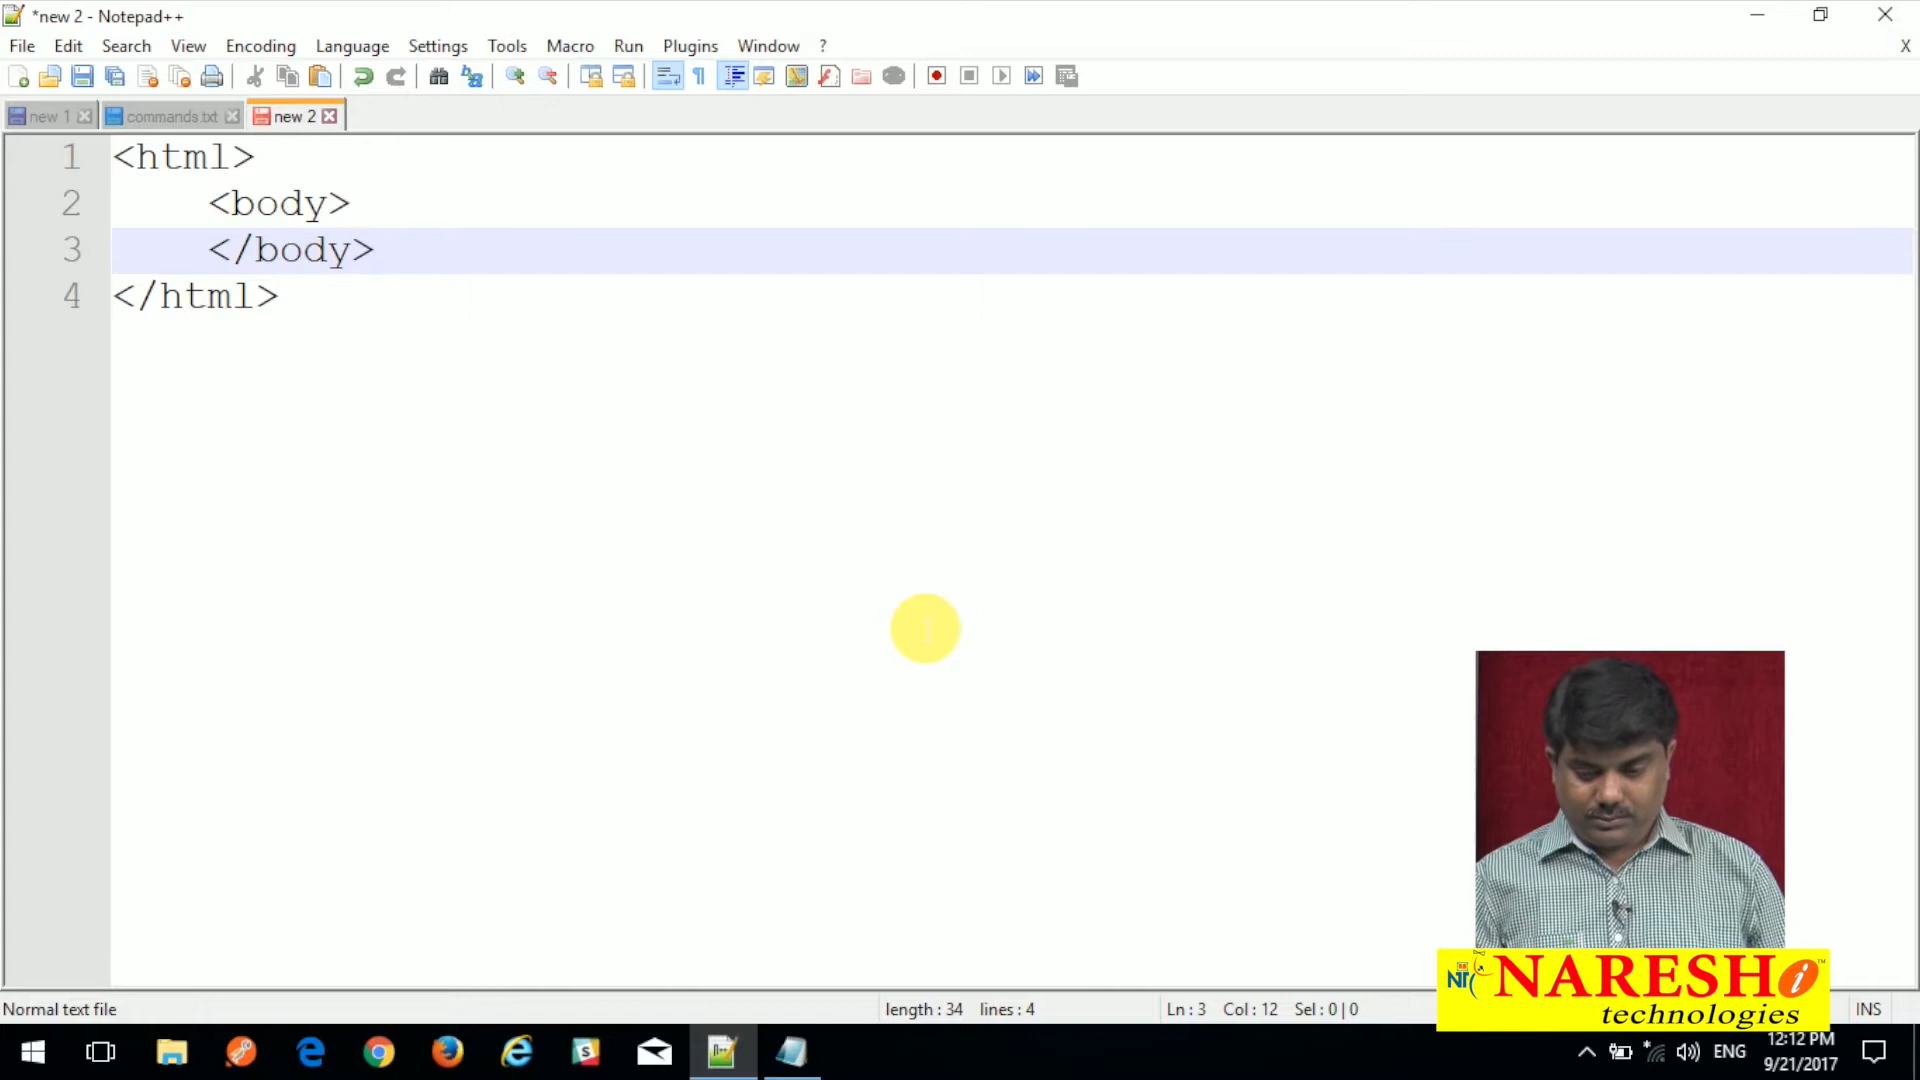 *new 2 - Notepad++
File Edit Search View Encoding Language Settings Tools Macro Run Plugins Window ? X
new 1 commands.txt new 2
1 <html>
2 <body>
3 </body>
4 </html>
NT NARESH i ™
technologies
Normal text file length : 34 lines : 4 Ln : 3 Col : 12 Sel : 0 | 0 INS
ENG 12:12 PM
9/21/2017